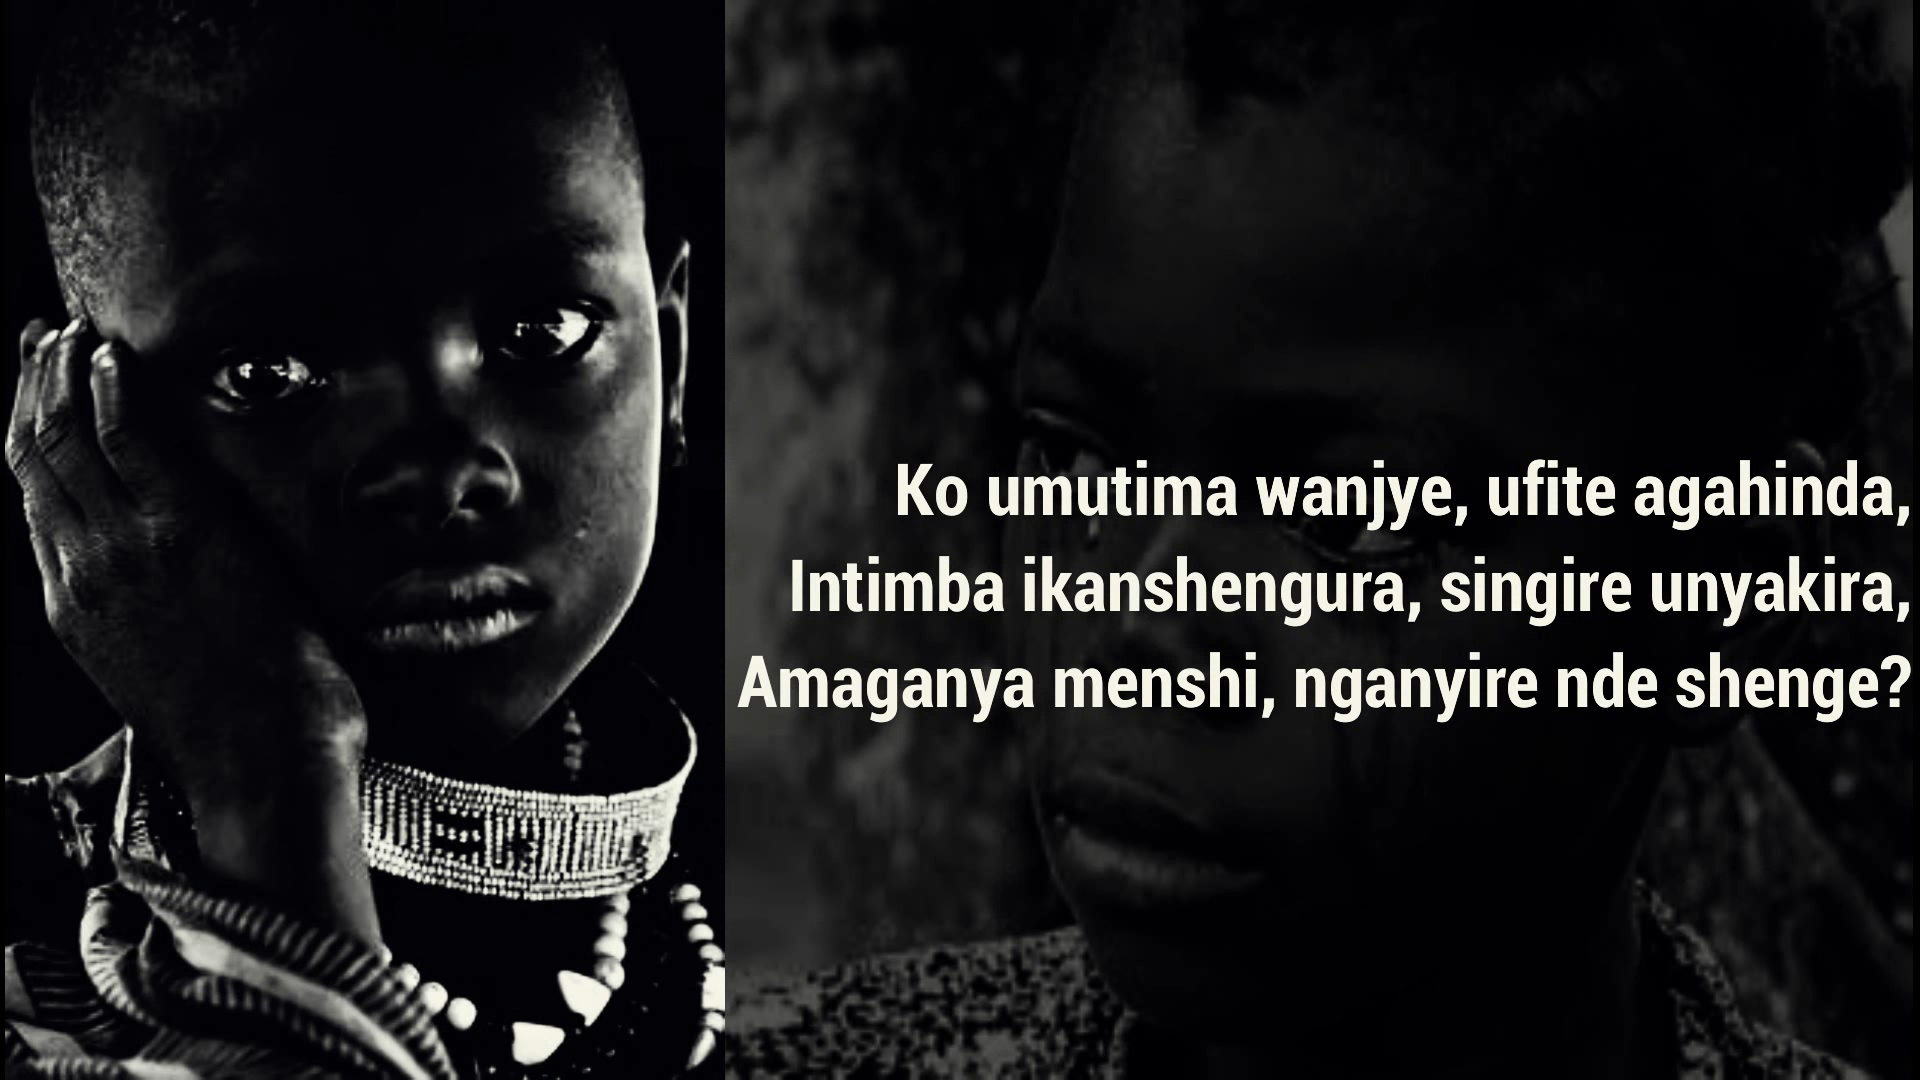 Ko umutima wanjye, ufite agahinda,
Intimba ikanshengura, singire unyakira,
Amaganya menshi, nganyire nde shenge?